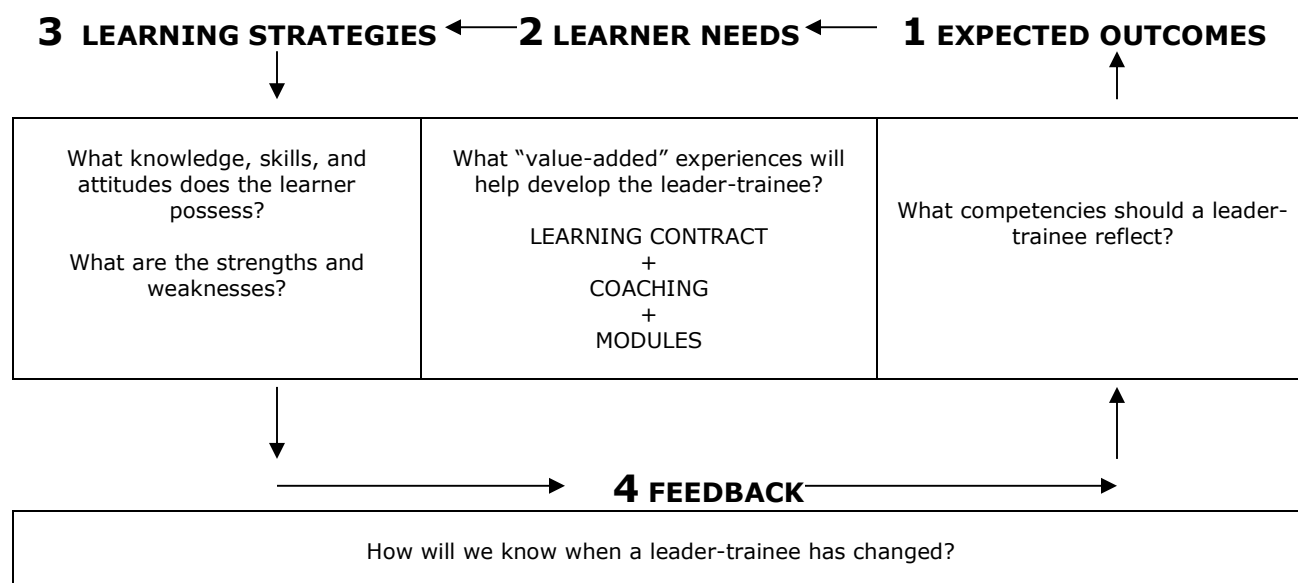 3 LEARNING STRATEGIES 2 LEARNER NEEDS 1 EXPECTED OUTCOMES
What knowledge, skills, and
attitudes does the learner
possess?
What are the strengths and
weaknesses?
What “value-added” experiences will
help develop the leader-trainee?
LEARNING CONTRACT
+
COACHING
+
MODULES
What competencies should a leader-
trainee reflect?
4 FEEDBACK
How will we know when a leader-trainee has changed?